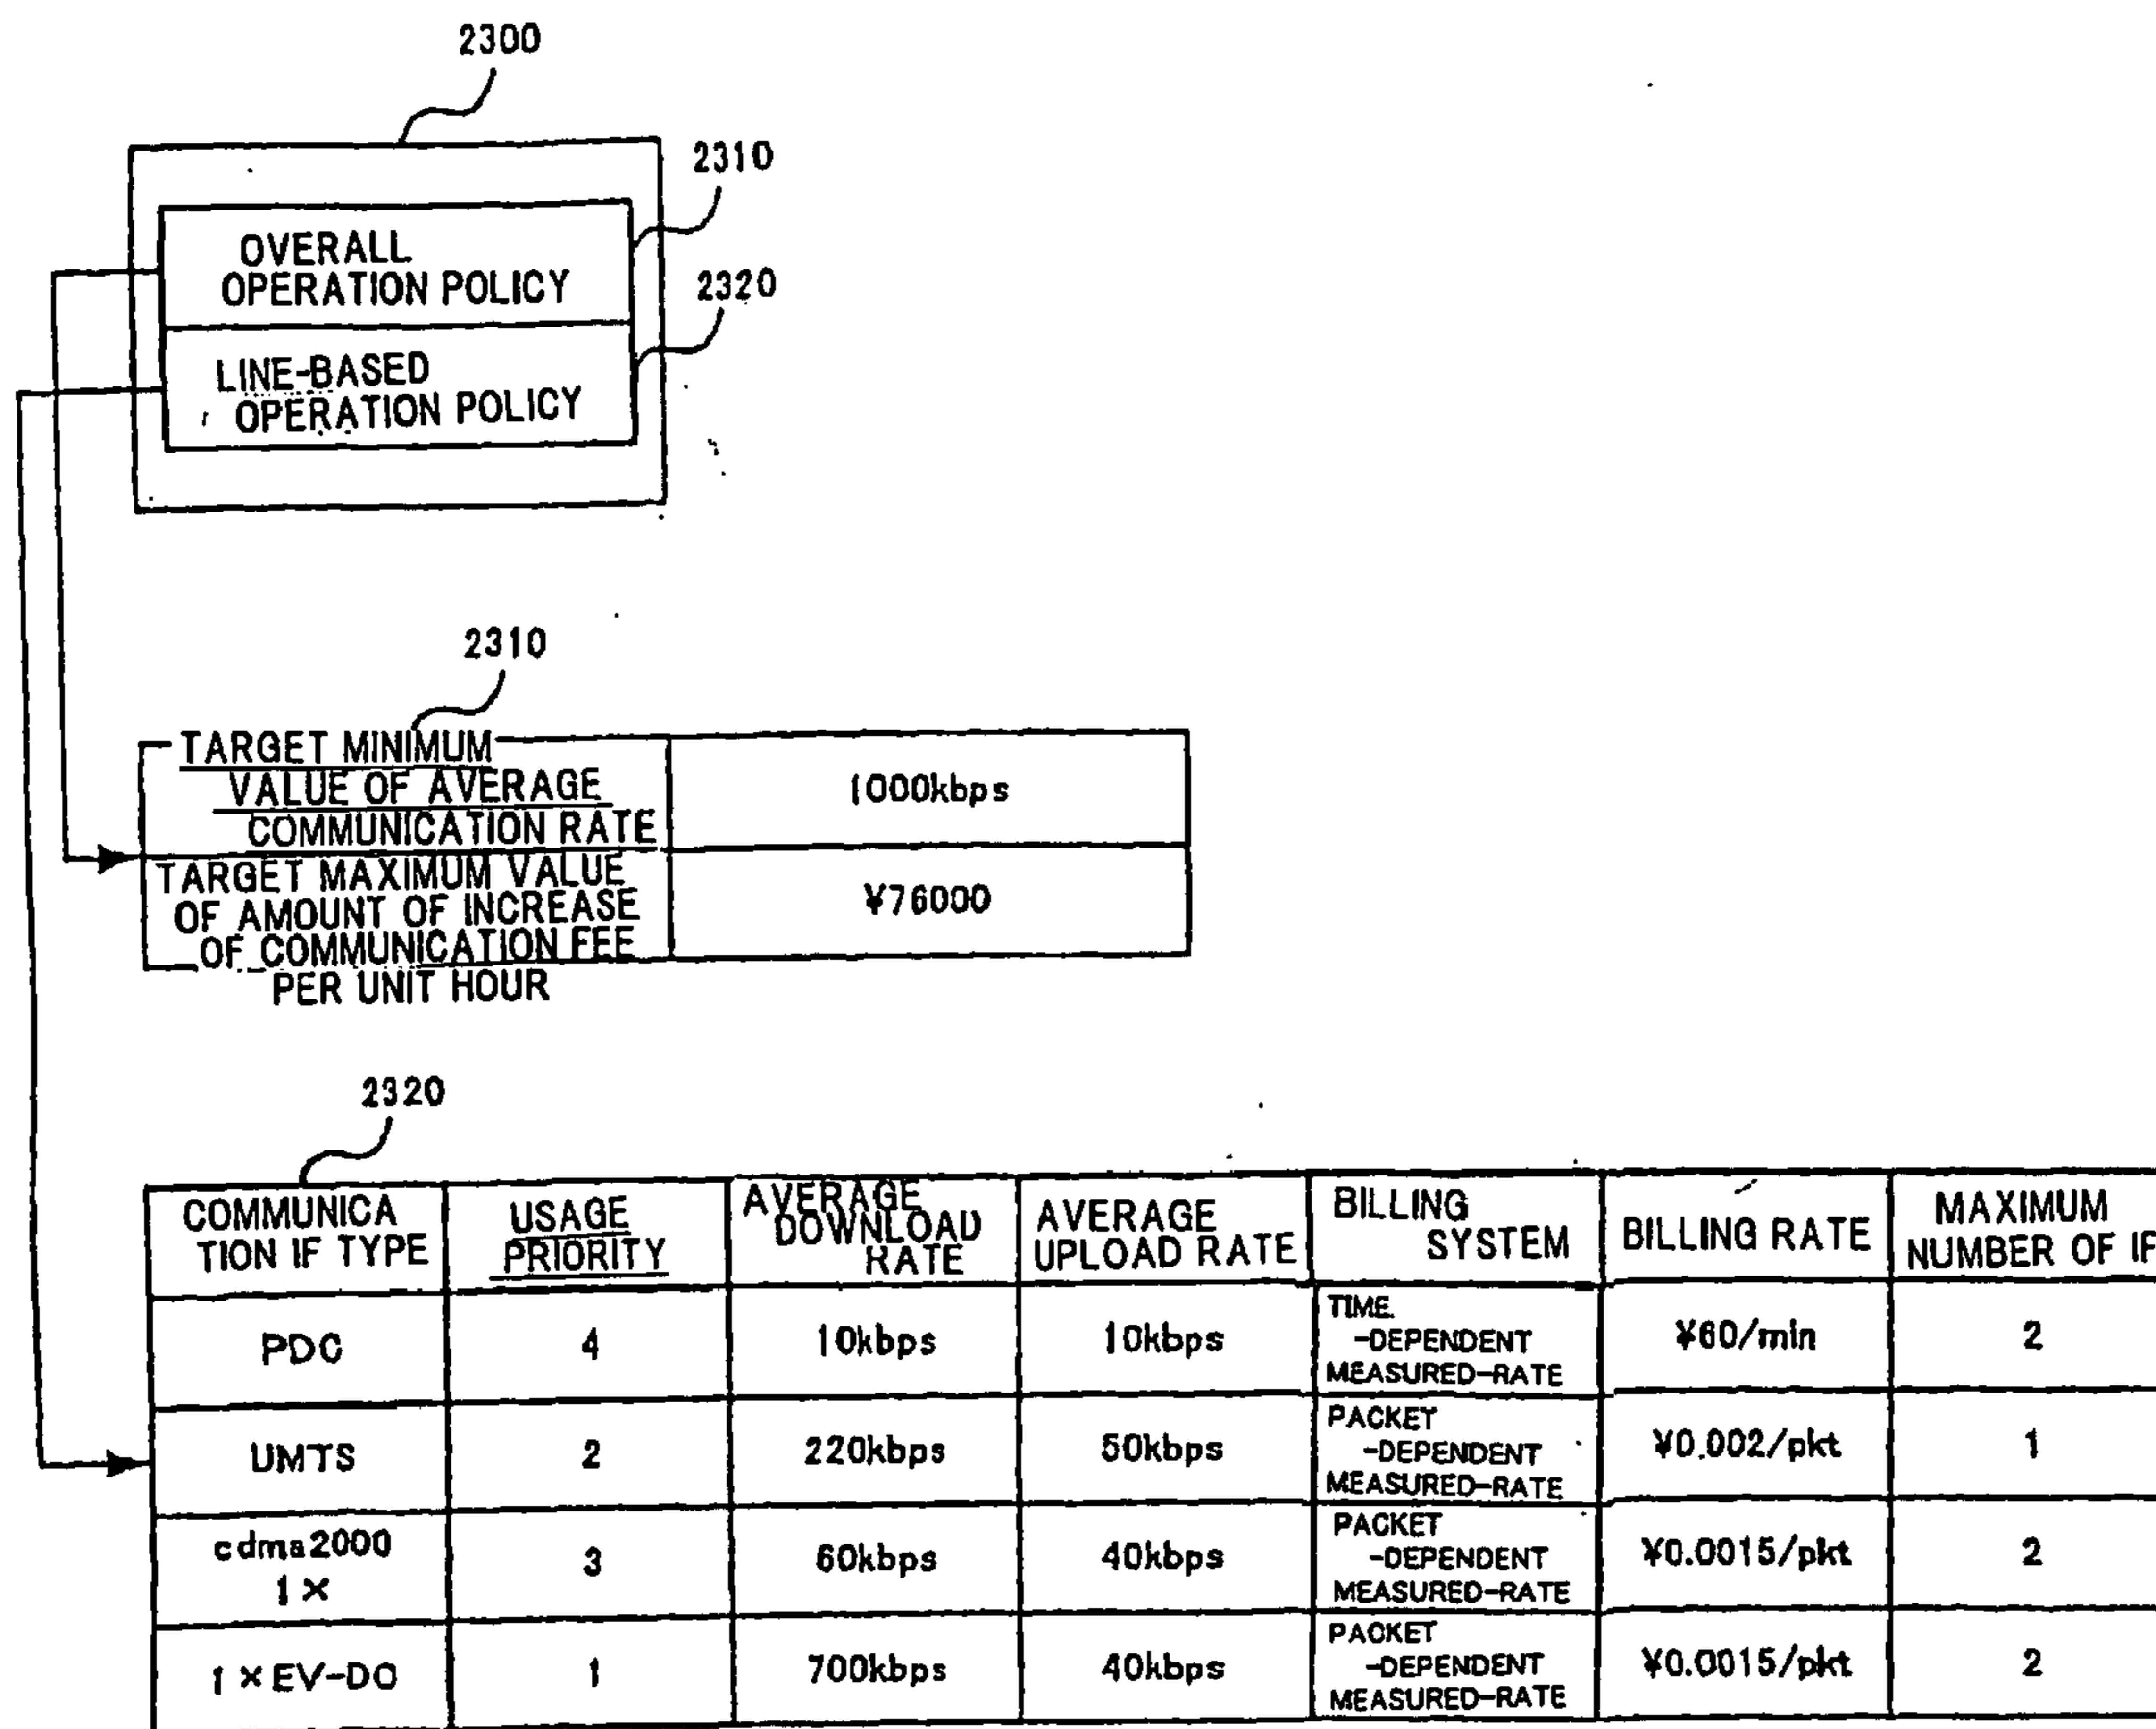 2300
2310
OVERALL
OPERATION POLICY
2320
LINE-BASED
OPERATION POLICY
2310
TARGET MINIMUM
VALUE OF AVERAGE
COMMUNICATION RATE
1000kbps
TARGET MAXIMUM VALUE
OF AMOUNT OF INCREASE
OF COMMUNICATION FEE
PER UNIT HOUR
¥76000
2320
COMMUNICA
TION IF TYPE
USAGE
PRIORITY
AVERAGE
DOWNLOAD
RATE
AVERAGE
UPLOAD RATE
BILLING
SYSTEM
BILLING RATE
MAXIMUM
NUMBER OF IF
PDC
4
10kbps
10kbps
TIME
-DEPENDENT
MEASURED-RATE
¥60/min
2
UMTS
2
220kbps
50kbps
PACKET
-DEPENDENT
MEASURED-RATE
¥0.002/pkt
1
cdma2000
1×
3
60kbps
40kbps
PACKET
-DEPENDENT
MEASURED-RATE
¥0.0015/pkt
2
1×EV-DO
1
700kbps
40kbps
PACKET
-DEPENDENT
MEASURED-RATE
¥0.0015/pkt
2